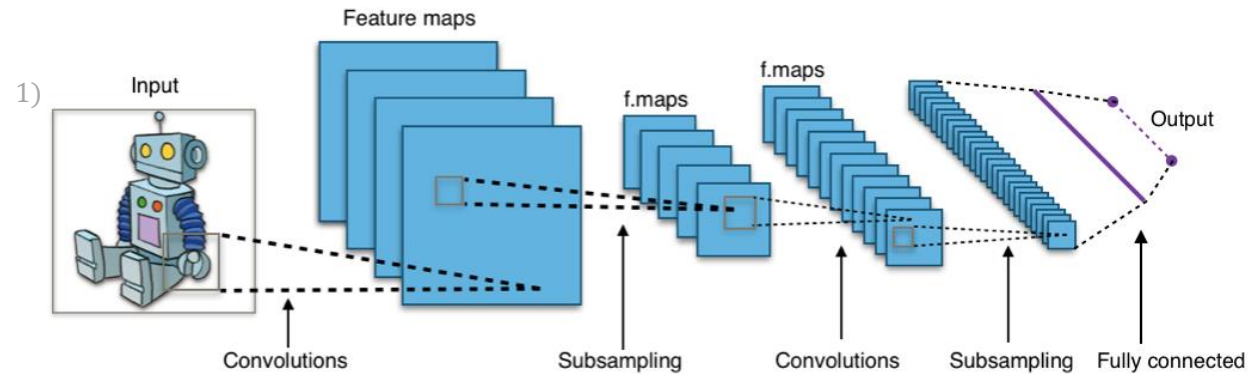 Feature maps
1)
Input
f.maps
f.maps
Output
Convolutions
Subsampling
Convolutions
Subsampling
Fully connected